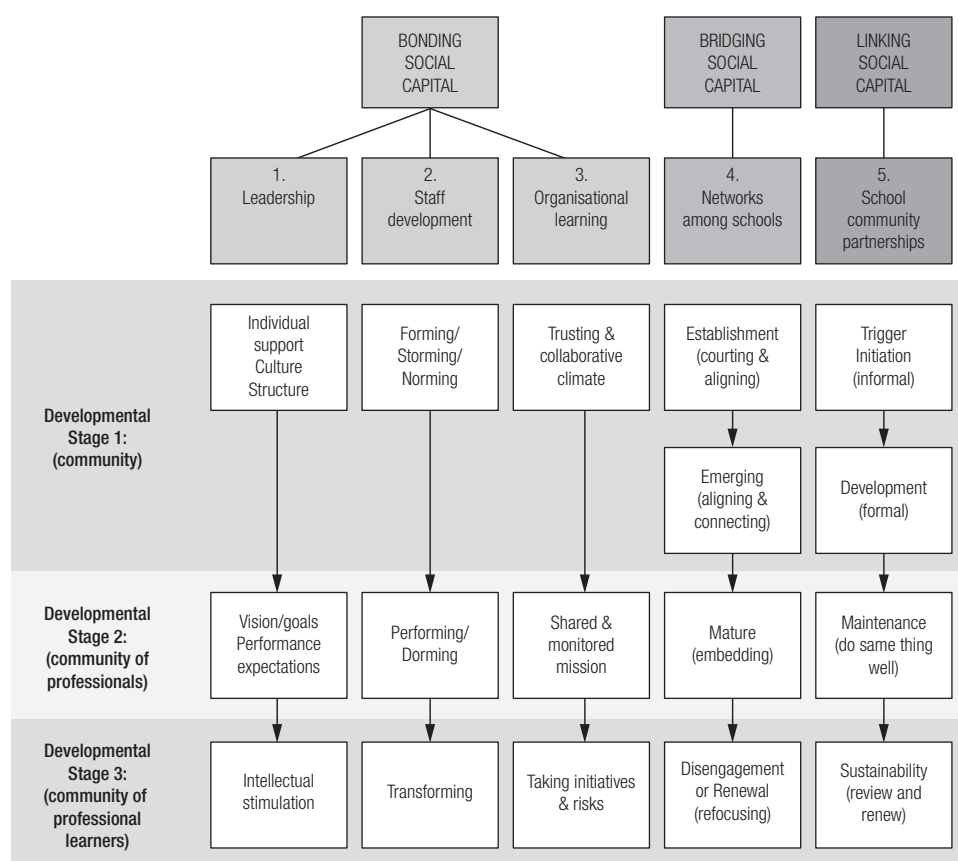 BONDING
SOCIAL
CAPITAL
BRIDGING
SOCIAL
CAPITAL
LINKING
SOCIAL
CAPITAL
1.
Leadership
2.
Staff
development
3.
Organisational
learning
4.
Networks
among schools
5.
School
community
partnerships
Developmental
Stage 1:
(community)
Individual
support
Culture
Structure
Forming/
Storming/
Norming
Trusting &
collaborative
climate
Establishment
(courting &
aligning)
Trigger
Initiation
(informal)
Emerging
(aligning &
connecting)
Development
(formal)
Developmental
Stage 2:
(community of
professionals)
Vision/goals
Performance
expectations
Performing/
Dorming
Shared &
monitored
mission
Mature
(embedding)
Maintenance
(do same thing
well)
Developmental
Stage 3:
(community of
professional
learners)
Intellectual
stimulation
Transforming
Taking initiatives
& risks
Disengagement
or Renewal
(refocusing)
Sustainability
(review and
renew)